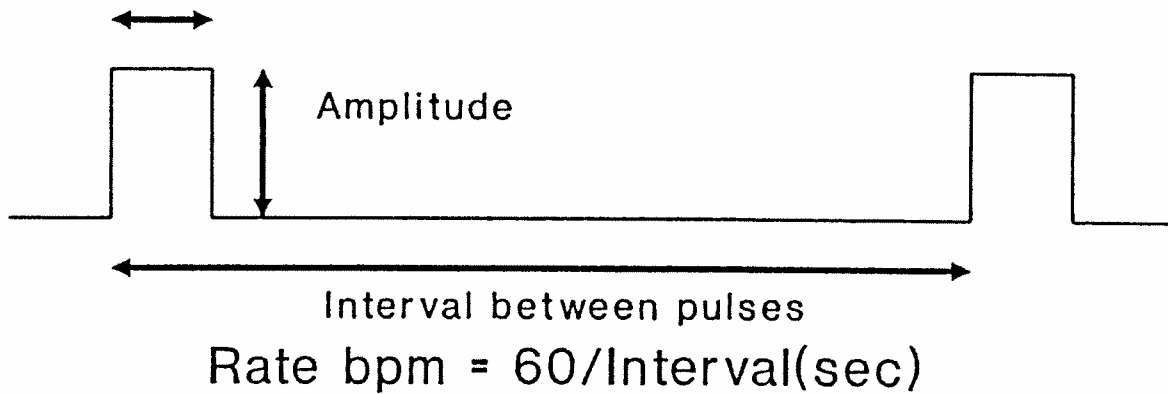 Amplitude
Interval between pulses
Rate bpm = 60/Interval(sec)